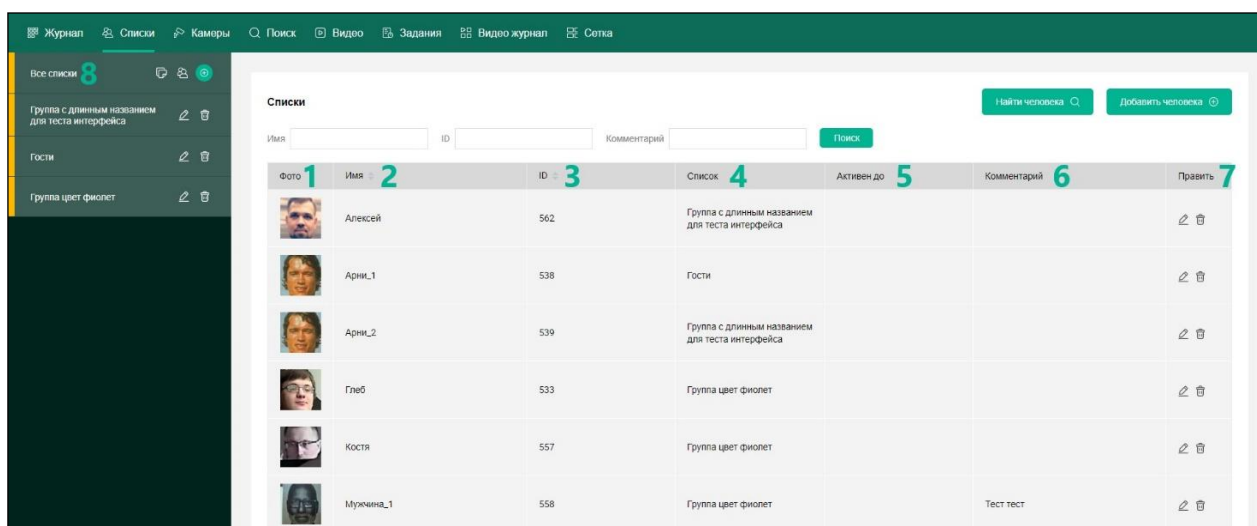 Журнал Списки Камеры Поиск Видео Задания Видео журнал Сетка
Все списки 8
Группа с длинным названием
для теста интерфейса
Гости
Группа цвет фиолет
Списки
Найти человека Добавить человека
Имя ID Комментарий Поиск
Фото 1 Имя 2 ID 3 Список 4 Активен до 5 Комментарий 6 Править 7
Алексей 562 Группа с длинным названием
для теста интерфейса
Арни_1 538 Гости
Арни_2 539 Группа с длинным названием
для теста интерфейса
Глеб 533 Группа цвет фиолет
Костя 557 Группа цвет фиолет
Мужчина_1 558 Группа цвет фиолет Тест тест